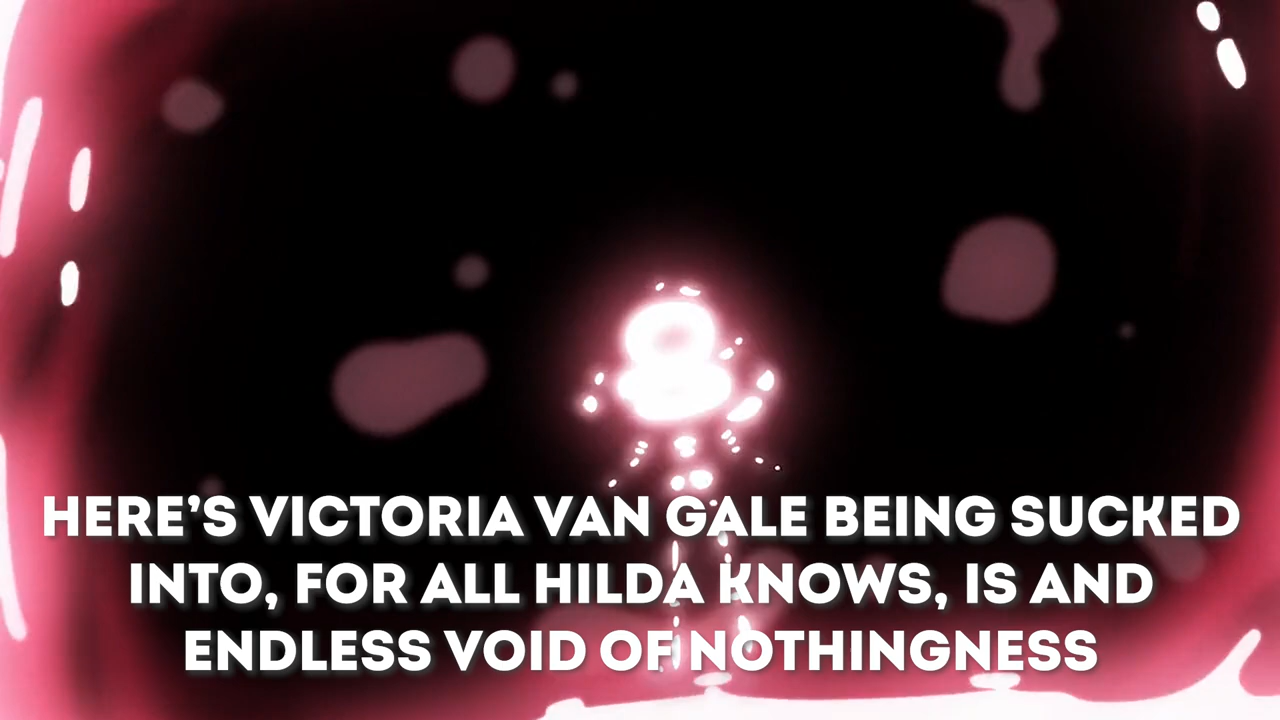 HERE’S VICTORIA VAN GALE BEING SUCKED
INTO, FOR ALL HILDA KNOWS, IS AND
ENDLESS VOID OF NOTHINGNESS